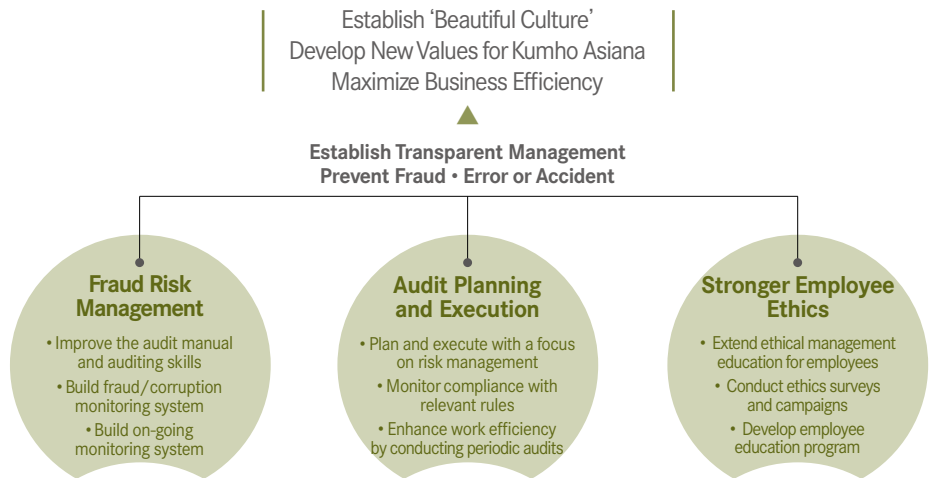 Establish ‘Beautiful Culture’
Develop New Values for Kumho Asiana
Maximize Business Efficiency
Establish Transparent Management
Prevent Fraud • Error or Accident
Fraud Risk
Management
• Improve the audit manual
and auditing skills
• Build fraud/corruption
monitoring system
• Build on-going
monitoring system
Audit Planning
and Execution
• Plan and execute with a focus
on risk management
• Monitor compliance with
relevant rules
• Enhance work efficiency
by conducting periodic audits
Stronger Employee
Ethics
• Extend ethical management
education for employees
• Conduct ethics surveys
and campaigns
• Develop employee
education program